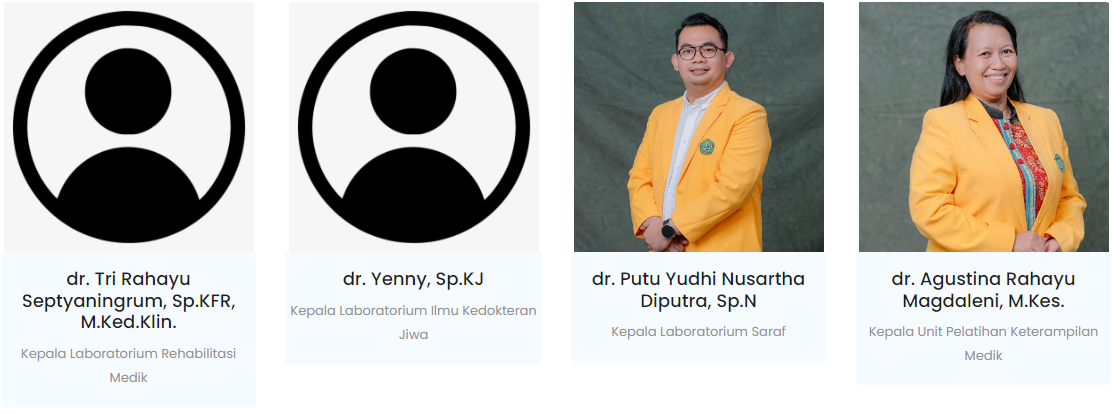 dr. Tri Rahayu
Septyaningrum, Sp.KFR,
M.Ked.Klin.
Kepala Laboratorium Rehabilitasi
Medik
dr. Yenny, Sp.KJ
Kepala Laboratorium Ilmu Kedokteran
Jiwa
dr. Putu Yudhi Nusartha
Diputra, Sp.N
Kepala Laboratorium Saraf
dr. Agustina Rahayu
Magdaleni, M.Kes.
Kepala Unit Pelatihan Keterampilan
Medik